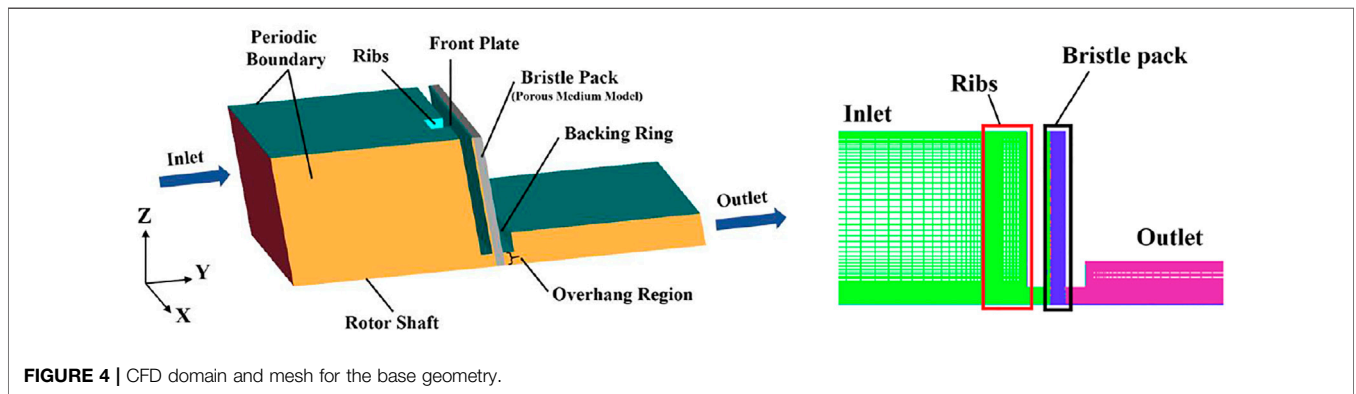 Periodic
Boundary
Ribs
Front Plate
Bristle Pack
(Porous Medium Model)
Backing Ring
Inlet
Outlet
Z
Y
X
Overhang Region
Rotor Shaft
Bristle pack
Ribs
Inlet
Outlet
FIGURE 4 | CFD domain and mesh for the base geometry.